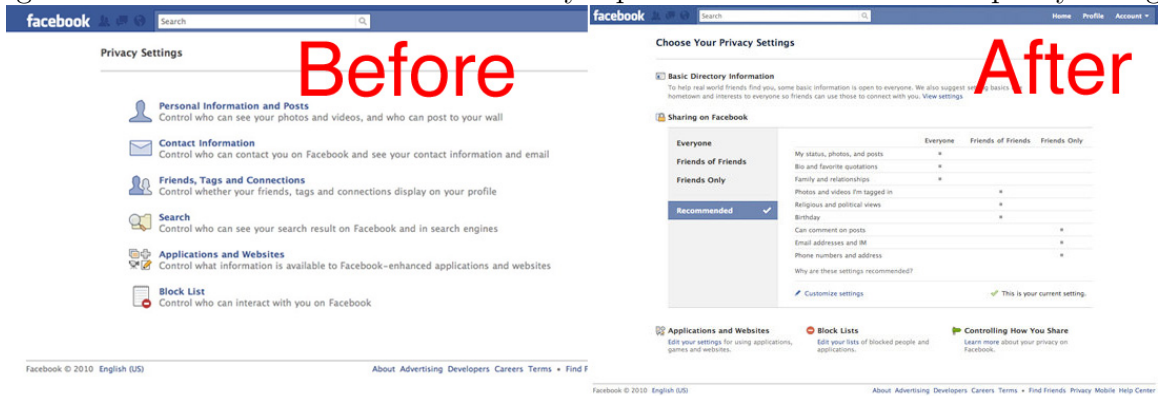 facebook
Search
Privacy Settings
Before
Personal Information and Posts
Control who can see your photos and videos, and who can post to your wall
Contact Information
Control who can contact you on Facebook and see your contact information and email
Friends, Tags and Connections
Control whether your friends, tags and connections display on your profile
Search
Control who can see your search result on Facebook and in search engines
Applications and Websites
Control what information is available to Facebook-enhanced applications and websites
Block List
Control who can interact with you on Facebook
Facebook © 2010 English (US)
About Advertising Developers Careers Terms • Find F
facebook
Search
Home Profile Account
Choose Your Privacy Settings
After
Basic Directory Information
To help real world friends find you, some basic information is open to everyone. We also suggest setting basics
hometown and interests to everyone so friends can use those to connect with you. View settings
Sharing on Facebook
Everyone
Friends of Friends
Friends Only
Recommended
Everyone Friends of Friends Friends Only
My status, photos, and posts
Bio and favorite quotations
Family and relationships
Photos and videos I'm tagged in
Religious and political views
Birthday
Can comment on posts
Email addresses and IM
Phone numbers and address
Why are these settings recommended?
Customize settings
This is your current setting.
Applications and Websites
Edit your settings for using applications,
games and websites.
Block Lists
Edit your lists of blocked people and
applications.
Controlling How You Share
Learn more about your privacy on
Facebook.
Facebook © 2010 English (US)
About Advertising Developers Careers Terms • Find Friends Privacy Mobile Help Center